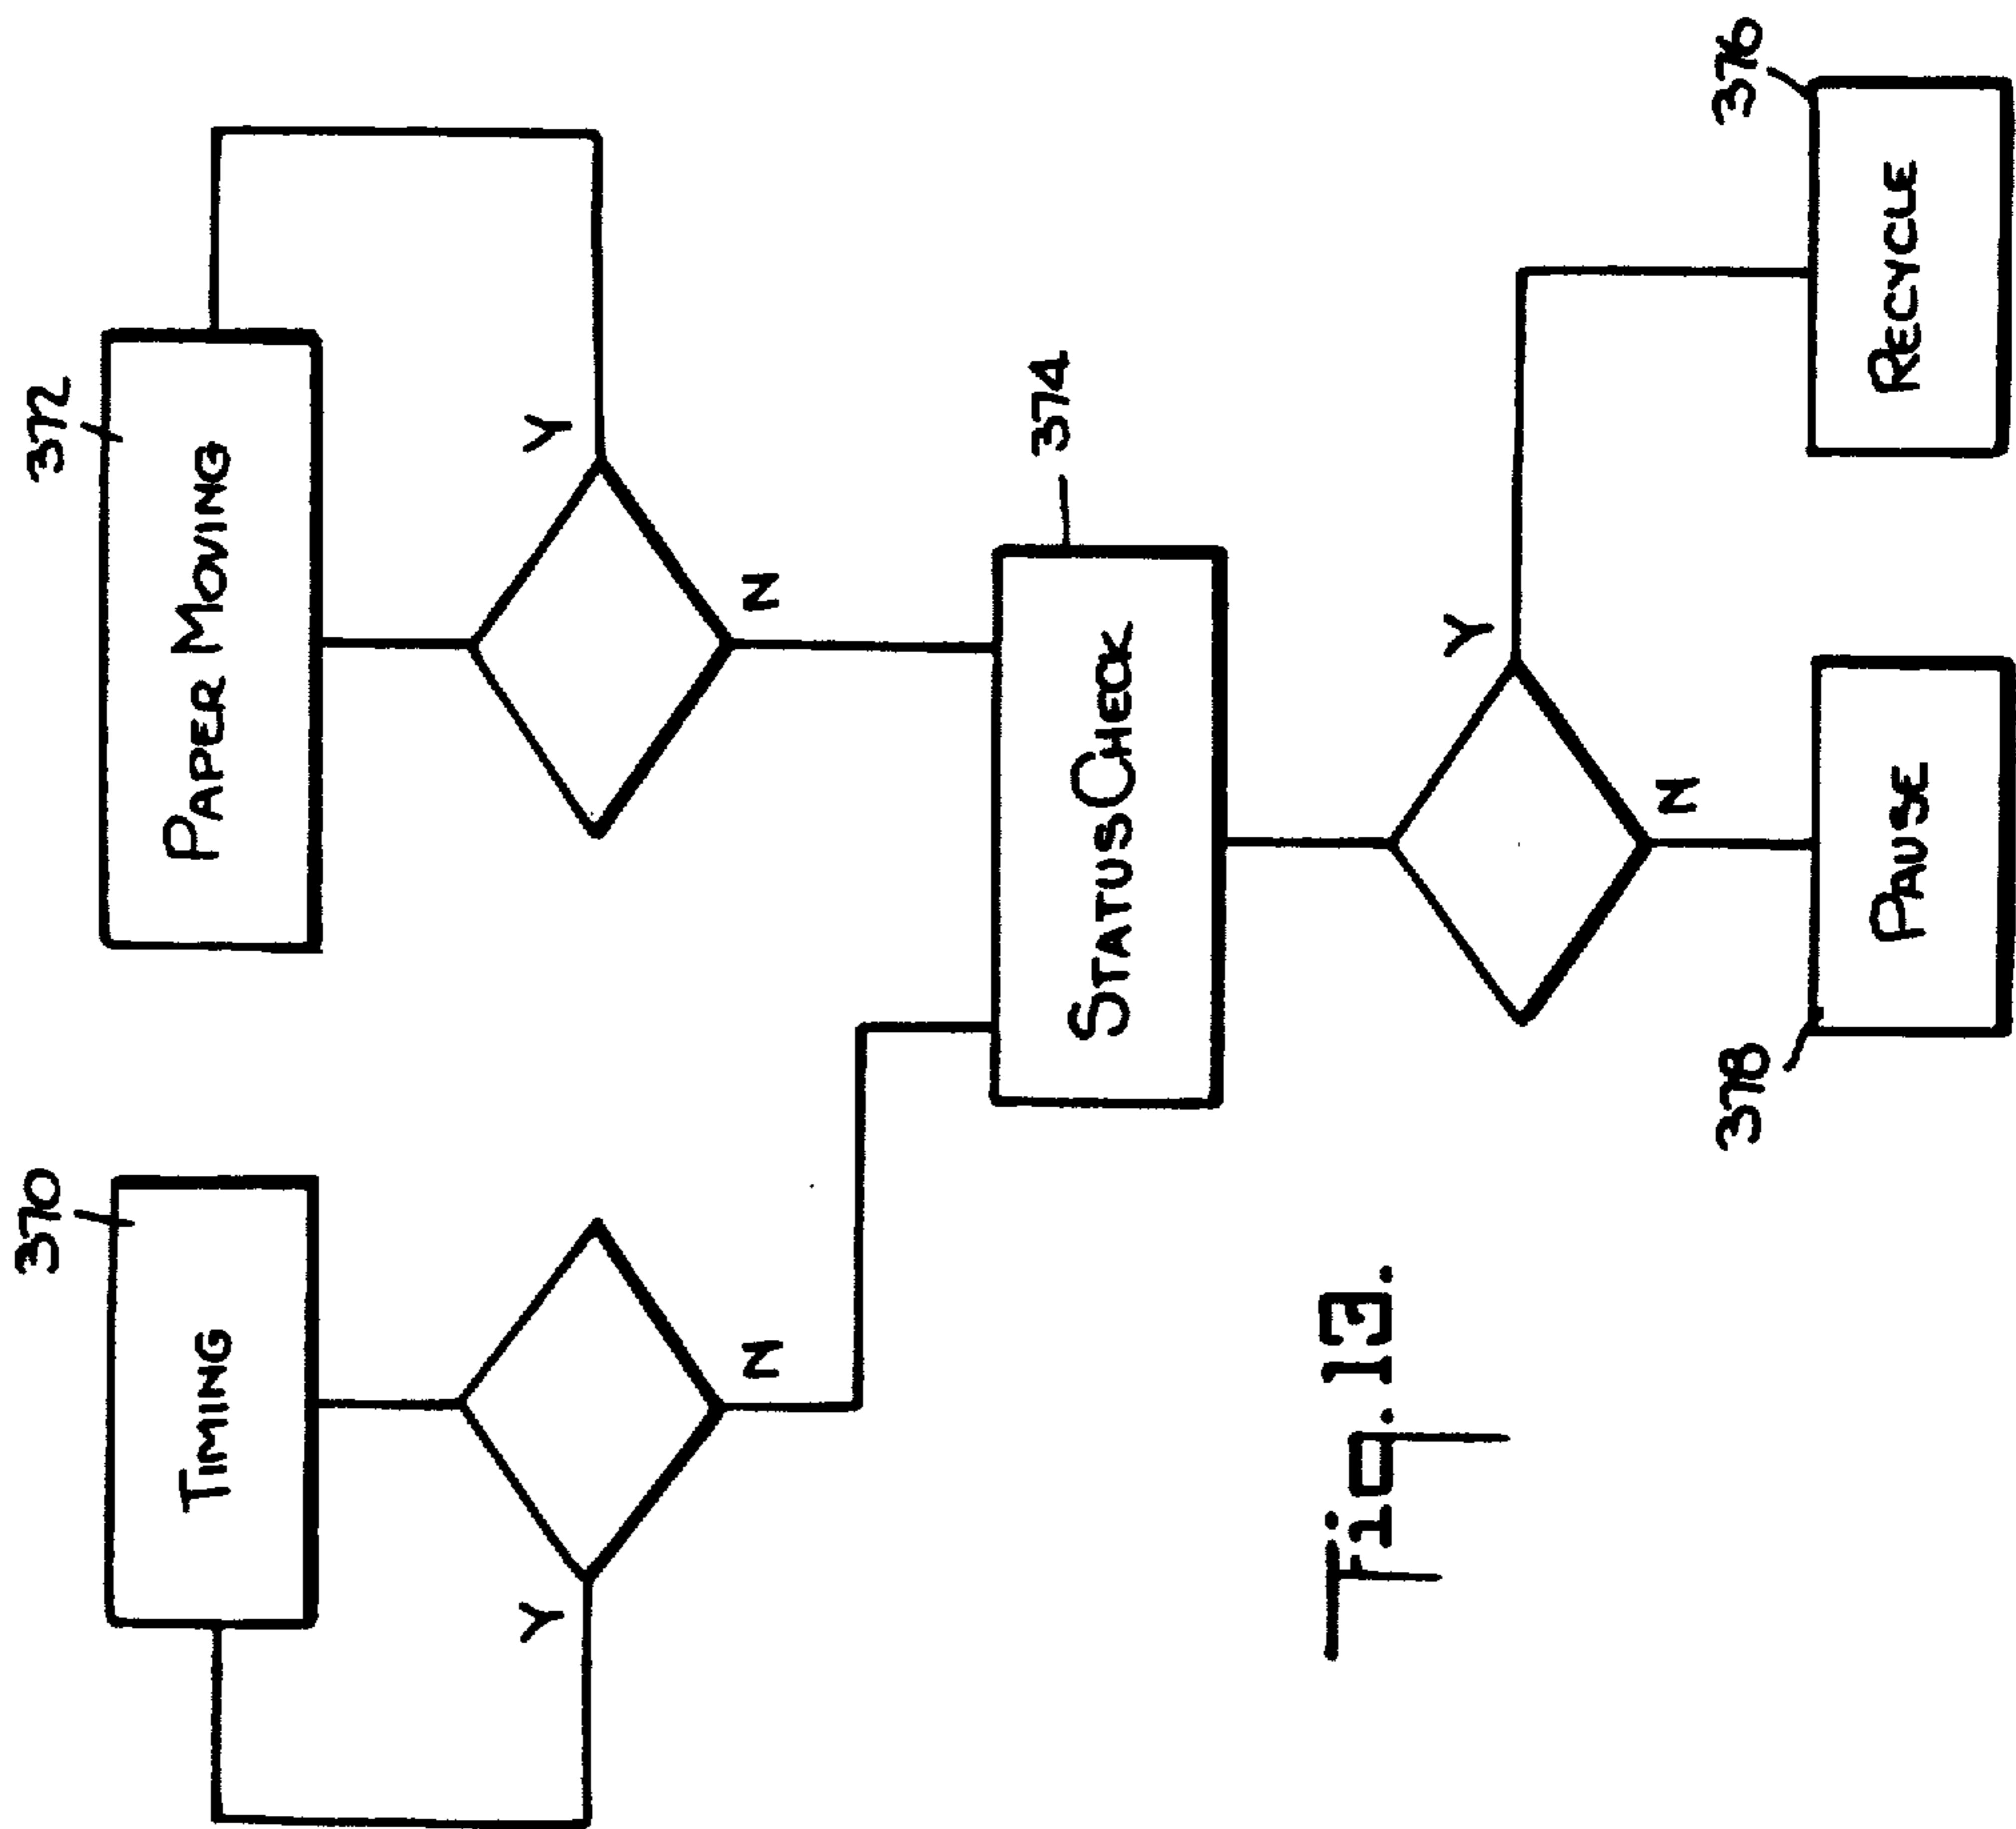 370
372
TIMING
PAPER MOVING
Y
Y
N
N
374
STATUS CHECK
Y
N
378
376
PAUSE
RECYCLE
Fig. 13.